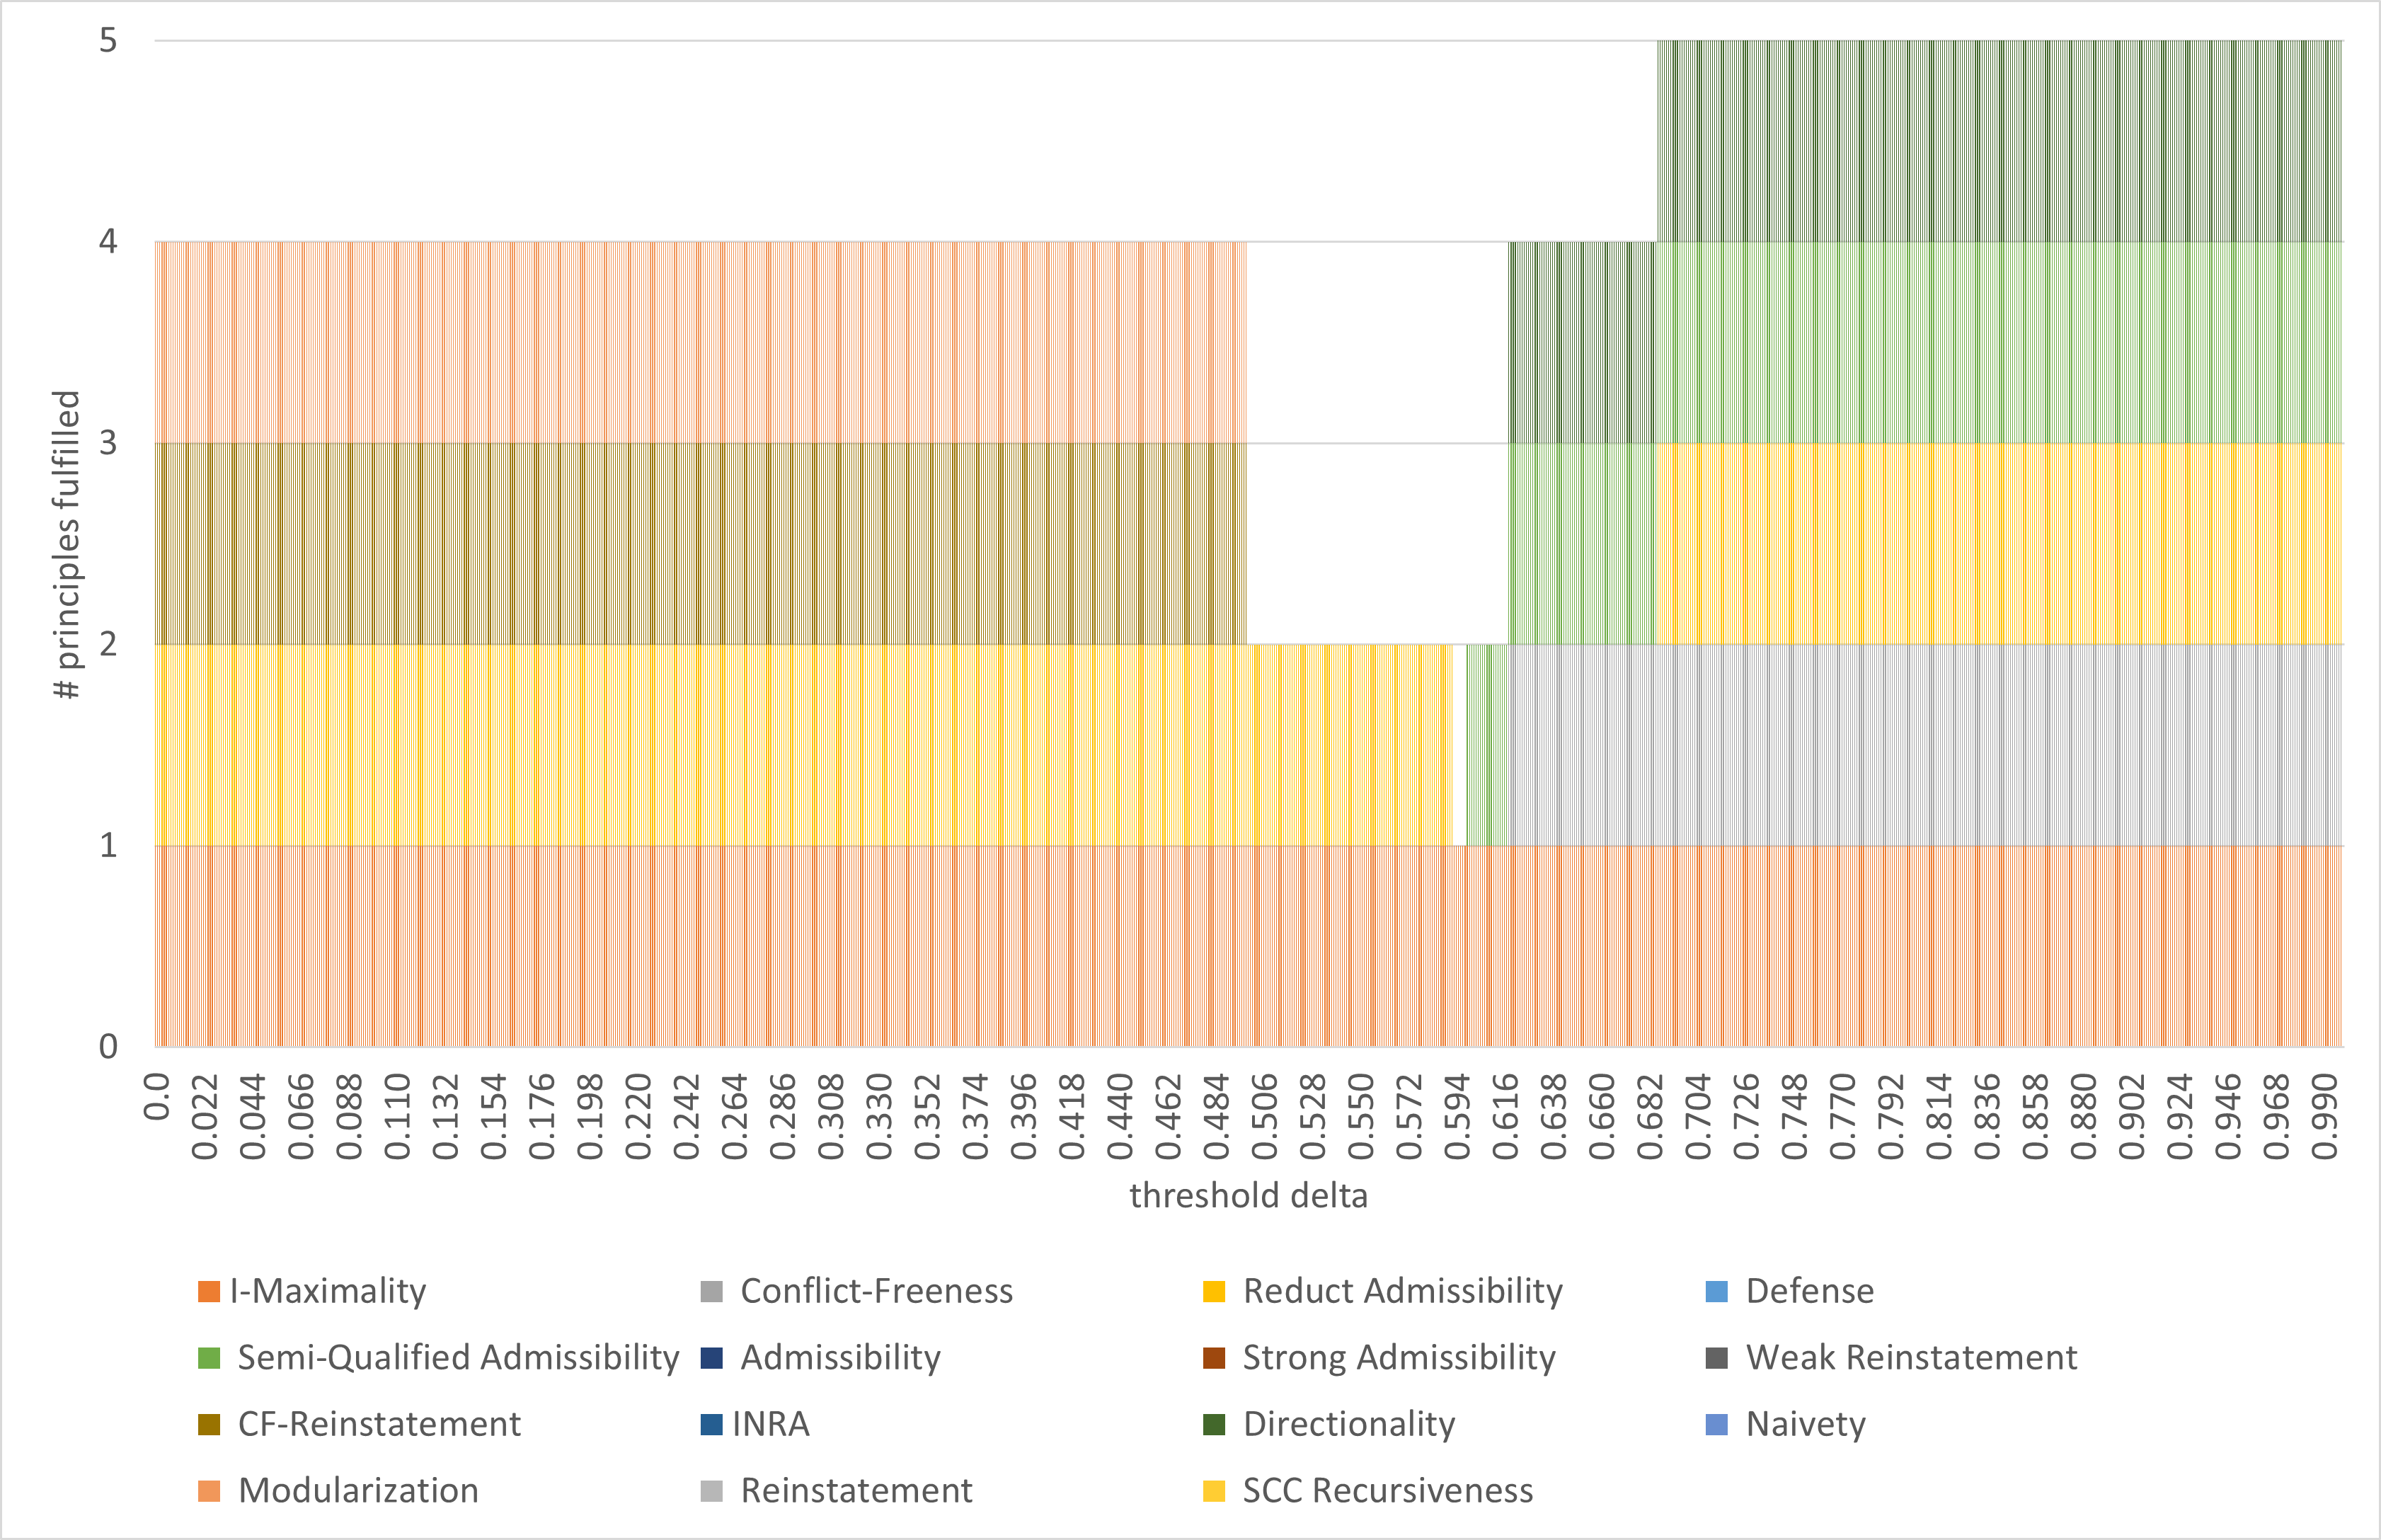 5
4
3
2
1
0
# principles fulfilled
0.0 0.022 0.044 0.066 0.088 0.110 0.132 0.154 0.176 0.198 0.220 0.242 0.264 0.286 0.308 0.330 0.352 0.374 0.396 0.418 0.440 0.462 0.484 0.506 0.528 0.550 0.572 0.594 0.616 0.638 0.660 0.682 0.704 0.726 0.748 0.770 0.792 0.814 0.836 0.858 0.880 0.902 0.924 0.946 0.968 0.990
threshold delta
I-Maximality Conflict-Freeness Reduct Admissibility Defense
Semi-Qualified Admissibility Admissibility Strong Admissibility Weak Reinstatement
CF-Reinstatement INRA Directionality Naivety
Modularization Reinstatement SCC Recursiveness